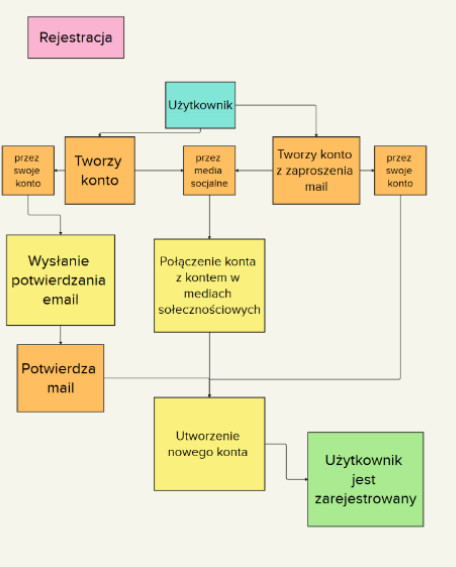 Rejestracja
Użytkownik
przez
swoje
konto
Tworzy
konto
przez
media
socjalne
Tworzy konto
z zaproszenia
mail
przez
swoje
konto
Wysłanie
potwierdzania
email
Połączenie konta
z kontem w
mediach
sołecznościowych
Potwierdza
mail
Utworzenie
nowego konta
Użytkownik
jest
zarejestrowany